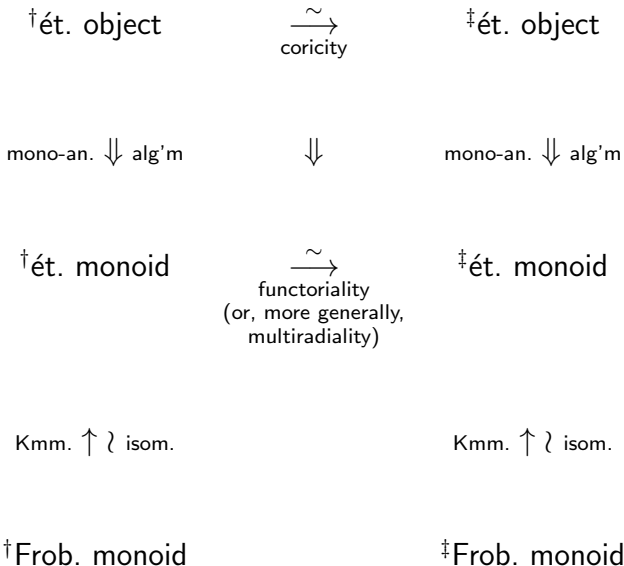 †ét. object ∼⟶ ‡ét. object
coricity
mono-an. ⇓ alg'm ⇓ mono-an. ⇓ alg'm
†ét. monoid ∼⟶ ‡ét. monoid
functoriality
(or, more generally,
multiradiality)
Kmm. ↑ ≀ isom. Kmm. ↑ ≀ isom.
†Frob. monoid ‡Frob. monoid